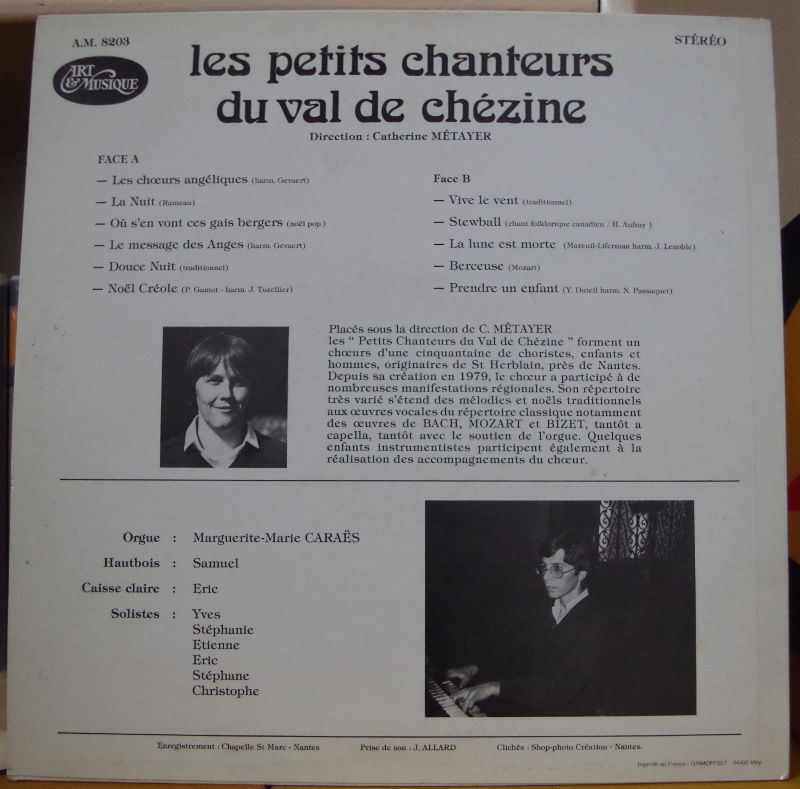 A.M. 8203
STÉRÉO
ART
& MUSIQUE
les petits chanteurs
du val de chézine
Direction : Catherine MÉTAYER
FACE A
— Les chœurs angéliques (harm. Gevaert)
— La Nuit (Rameau)
— Où s'en vont ces gais bergers (noël pop.)
— Le message des Anges (harm. Gevaert)
— Douce Nuit (traditionnel)
— Noël Créole (P. Gamot - harm. J. Turellier)
Face B
— Vive le vent (traditionnel)
— Stewball (chant folklorique canadien / H. Aufray )
— La lune est morte (Mareuil-Liferman harm. J. Lenoble)
— Berceuse (Mozart)
— Prendre un enfant (Y. Duteil harm. N. Passaquet)
Placés sous la direction de C. MÉTAYER
les " Petits Chanteurs du Val de Chézine " forment un
chœurs d'une cinquantaine de choristes, enfants et
hommes, originaires de St Herblain, près de Nantes.
Depuis sa création en 1979, le chœur a participé à de
nombreuses manifestations régionales. Son répertoire
très varié s'étend des mélodies et noëls traditionnels
aux œuvres vocales du répertoire classique notamment
des œuvres de BACH, MOZART et BIZET, tantôt a
capella, tantôt avec le soutien de l'orgue. Quelques
enfants instrumentistes participent également à la
réalisation des accompagnements du chœur.
Orgue : Marguerite-Marie CARAËS
Hautbois : Samuel
Caisse claire : Eric
Solistes : Yves
Stéphanie
Etienne
Eric
Stéphane
Christophe
Enregistrement : Chapelle St Marc - Nantes
Prise de son : J. ALLARD
Clichés : Shop-photo Création - Nantes.
Imprimé en France - GRIMOFFSET - 94400 Vitry